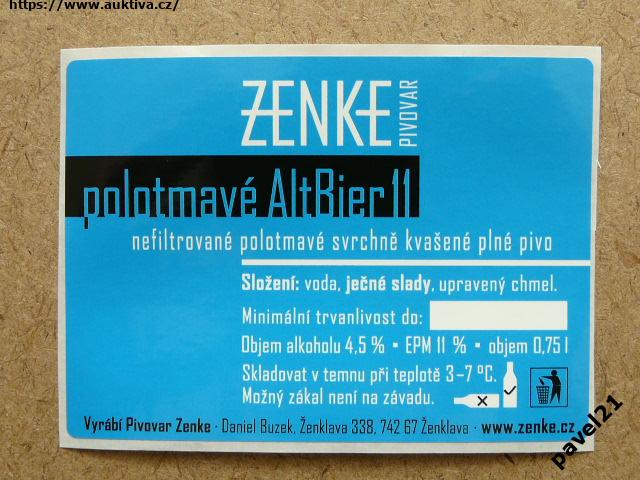 https://www.auktiva.cz/
ZENKE
PIVOVAR
polotmavé AltBier 11
nefiltrované polotmavé svrchně kvašené plné pivo
Složení: voda, ječné slady, upravený chmel.
Minimální trvanlivost do:
Objem alkoholu 4,5 % ▪ EPM 11 % ▪ objem 0,75 l
Skladovat v temnu při teplotě 3–7 ºC.
Možný zákal není na závadu.
Vyrábí Pivovar Zenke · Daniel Buzek, Ženklava 338, 742 67 Ženklava · www.zenke.cz
pavel21